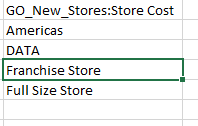 GO_New_Stores:Store Cost
Americas
DATA
Franchise Store
Full Size Store